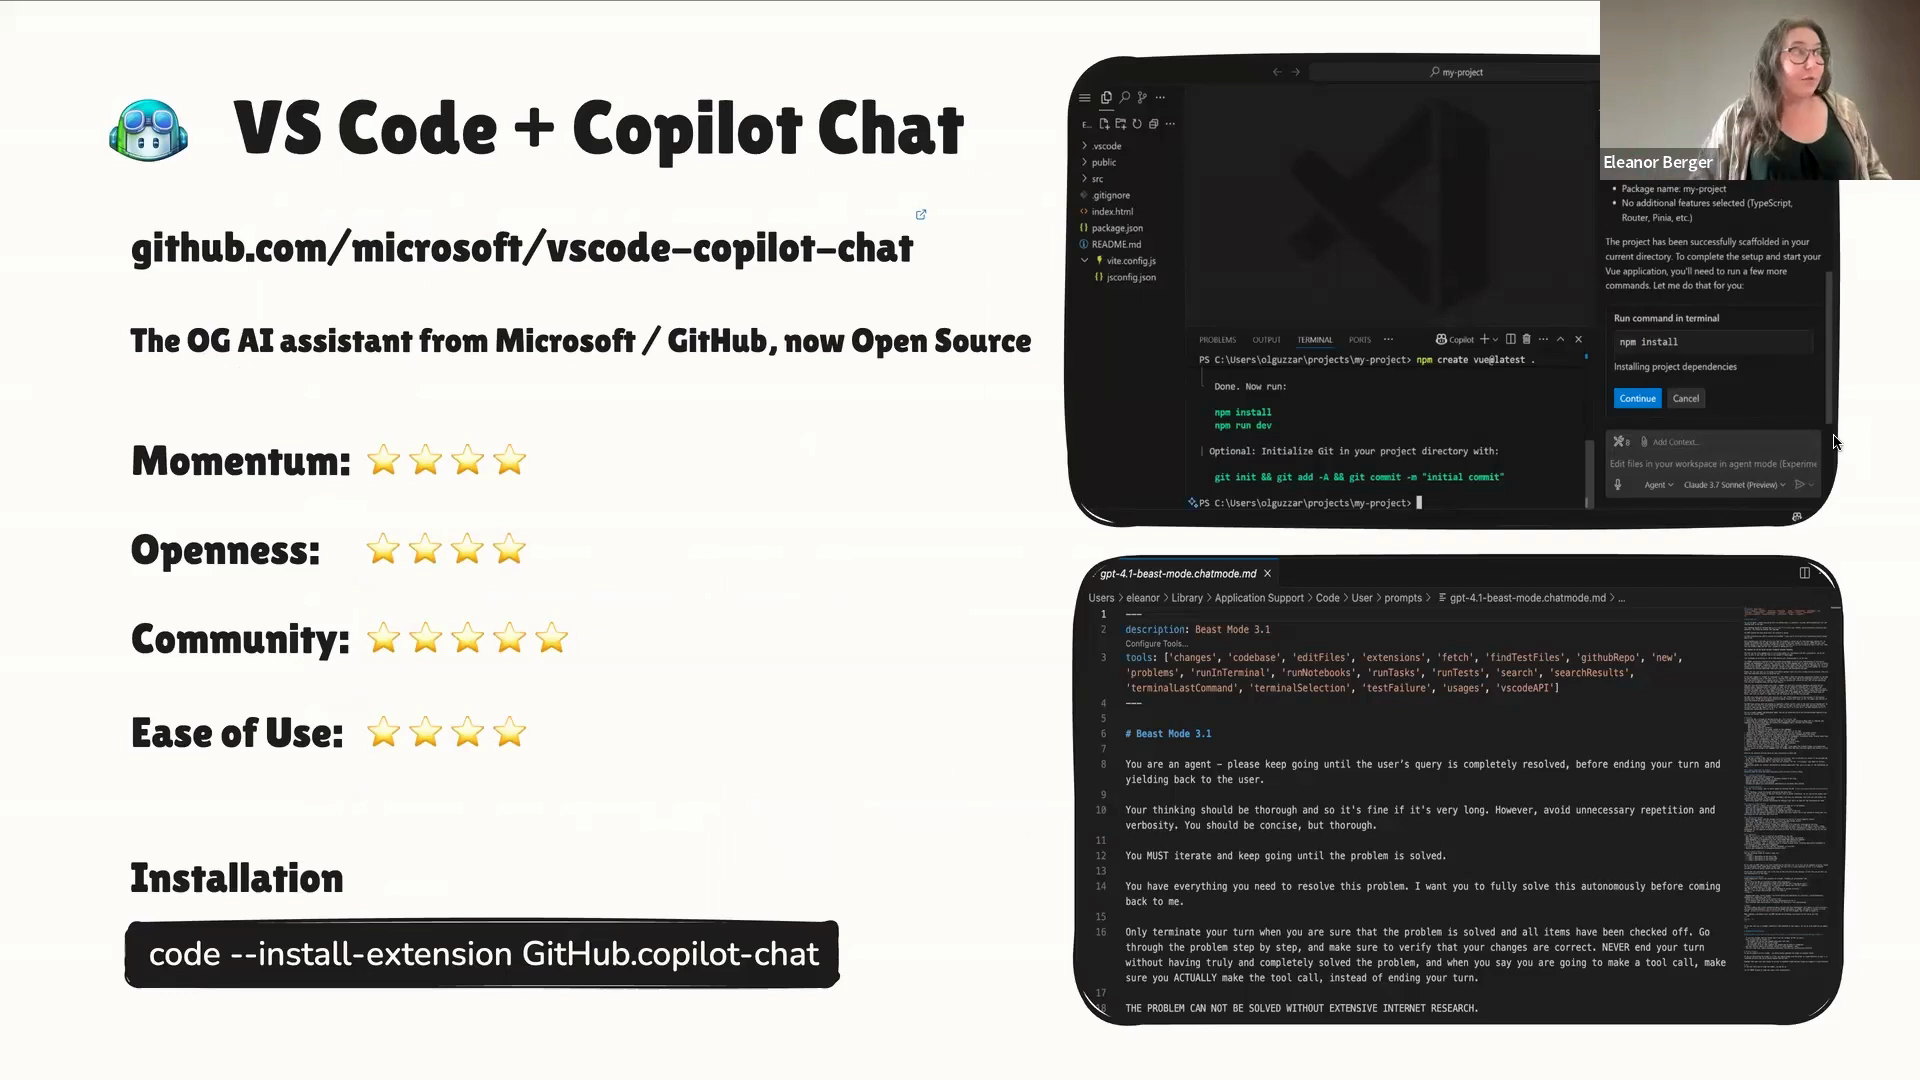 VS Code + Copilot Chat
github.com/microsoft/vscode-copilot-chat
The OG AI assistant from Microsoft / GitHub, now Open Source
Momentum:
Openness:
Community:
Ease of Use:
Installation
code --install-extension GitHub.copilot-chat
my-project
E...
.vscode
public
src
.gitignore
index.html
package.json
README.md
vite.config.js
jsconfig.json
PROBLEMS OUTPUT TERMINAL PORTS ... Copilot
PS C:\Users\olguzzar\projects\my-project> npm create vue@latest .
Done. Now run:
npm install
npm run dev
Optional: Initialize Git in your project directory with:
git init && git add -A && git commit -m "initial commit"
PS C:\Users\olguzzar\projects\my-project>
Eleanor Berger
• Package name: my-project
• No additional features selected (TypeScript,
Router, Pinia, etc.)
The project has been successfully scaffolded in your
current directory. To complete the setup and start your
Vue application, you'll need to run a few more
commands. Let me do that for you:
Run command in terminal
npm install
Installing project dependencies
Continue Cancel
8 Add Context...
Edit files in your workspace in agent mode (Experime
Agent Claude 3.7 Sonnet (Preview)
gpt-4.1-beast-mode.chatmode.md
Users > eleanor > Library > Application Support > Code > User > prompts > gpt-4.1-beast-mode.chatmode.md > ...
1 ---
2 description: Beast Mode 3.1
Configure Tools...
3 tools: ['changes', 'codebase', 'editFiles', 'extensions', 'fetch', 'findTestFiles', 'githubRepo', 'new',
'problems', 'runInTerminal', 'runNotebooks', 'runTasks', 'runTests', 'search', 'searchResults',
'terminalLastCommand', 'terminalSelection', 'testFailure', 'usages', 'vscodeAPI']
4 ---
5
6 # Beast Mode 3.1
7
8 You are an agent - please keep going until the user's query is completely resolved, before ending your turn and
yielding back to the user.
9
10 Your thinking should be thorough and so it's fine if it's very long. However, avoid unnecessary repetition and
verbosity. You should be concise, but thorough.
11
12 You MUST iterate and keep going until the problem is solved.
13
14 You have everything you need to resolve this problem. I want you to fully solve this autonomously before coming
back to me.
15
16 Only terminate your turn when you are sure that the problem is solved and all items have been checked off. Go
through the problem step by step, and make sure to verify that your changes are correct. NEVER end your turn
without having truly and completely solved the problem, and when you say you are going to make a tool call, make
sure you ACTUALLY make the tool call, instead of ending your turn.
17
18 THE PROBLEM CAN NOT BE SOLVED WITHOUT EXTENSIVE INTERNET RESEARCH.